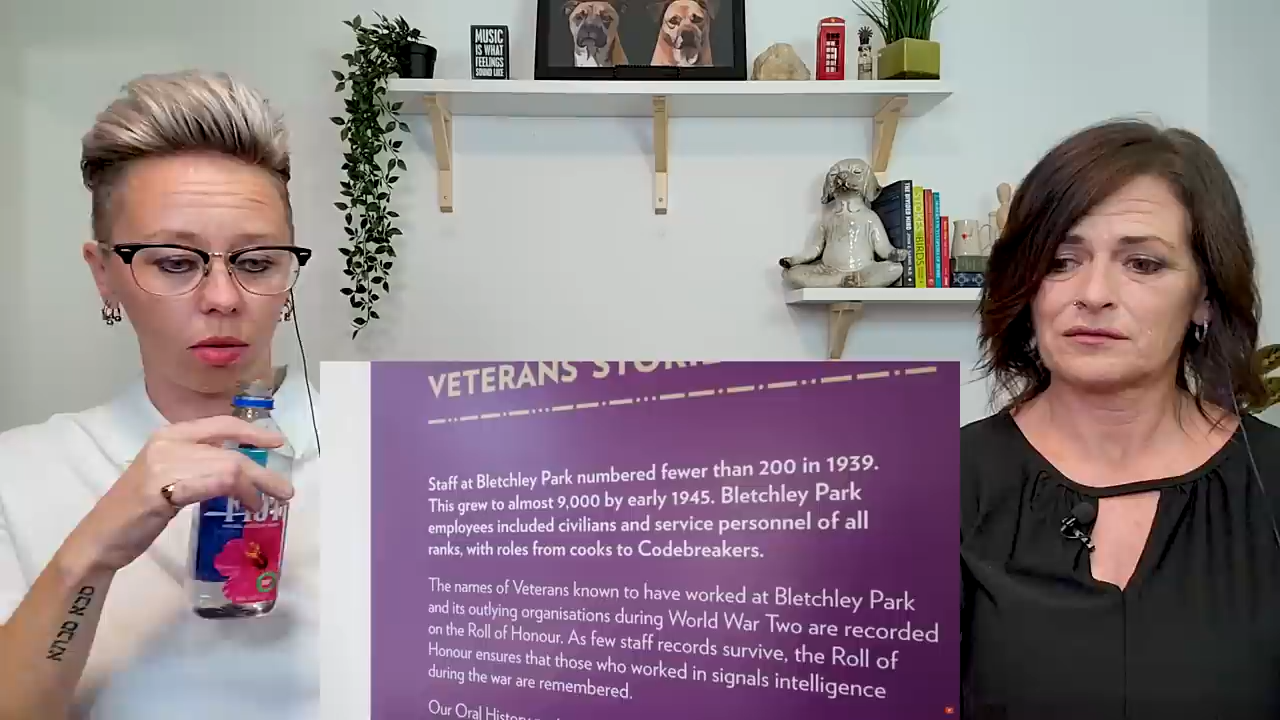 MUSIC
IS WHAT
FEELINGS
SOUND LIKE
VETERANS
Staff at Bletchley Park numbered fewer than 200 in 1939.
This grew to almost 9,000 by early 1945. Bletchley Park
employees included civilians and service personnel of all
ranks, with roles from cooks to Codebreakers.
The names of Veterans known to have worked at Bletchley Park
and its outlying organisations during World War Two are recorded
on the Roll of Honour. As few staff records survive, the Roll of
Honour ensures that those who worked in signals intelligence
during the war are remembered.
Our Oral History
FIJI